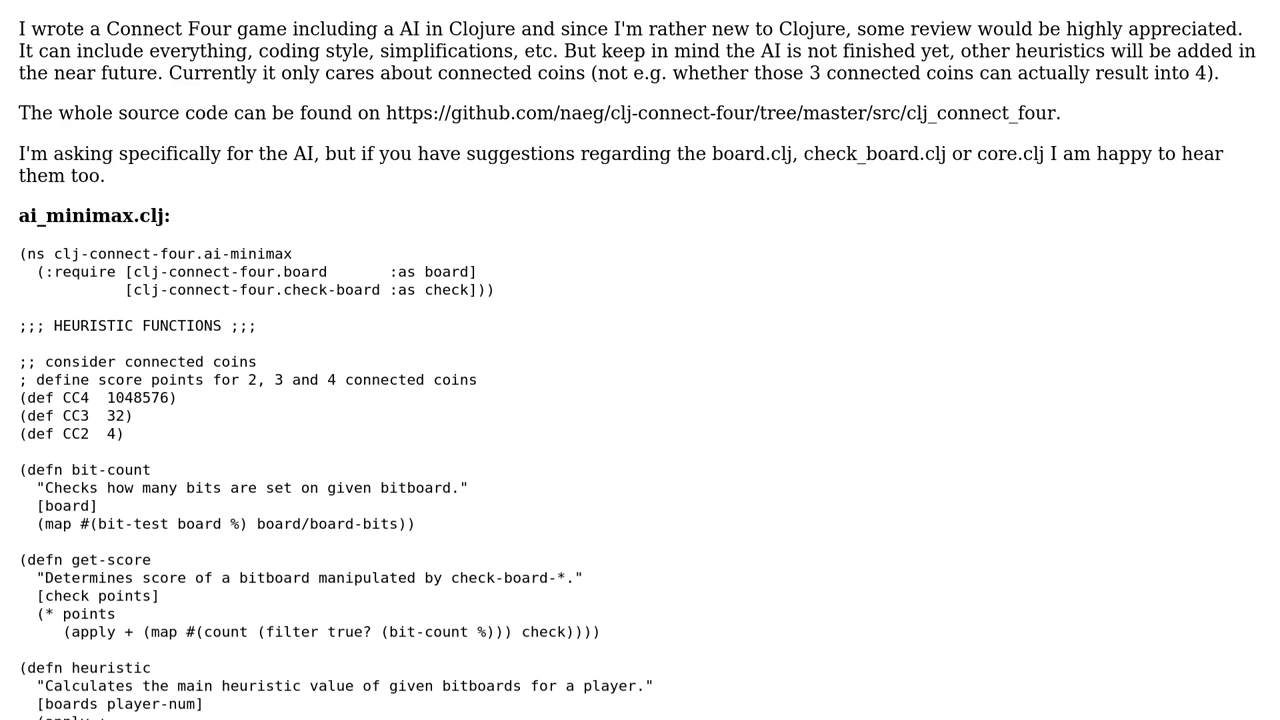 I wrote a Connect Four game including a AI in Clojure and since I'm rather new to Clojure, some review would be highly appreciated.
It can include everything, coding style, simplifications, etc. But keep in mind the AI is not finished yet, other heuristics will be added in
the near future. Currently it only cares about connected coins (not e.g. whether those 3 connected coins can actually result into 4).
The whole source code can be found on https://github.com/naeg/clj-connect-four/tree/master/src/clj_connect_four.
I'm asking specifically for the AI, but if you have suggestions regarding the board.clj, check_board.clj or core.clj I am happy to hear
them too.
ai_minimax.clj:
(ns clj-connect-four.ai-minimax
  (:require [clj-connect-four.board       :as board]
            [clj-connect-four.check-board :as check]))
;;; HEURISTIC FUNCTIONS ;;;
;; consider connected coins
; define score points for 2, 3 and 4 connected coins
(def CC4  1048576)
(def CC3  32)
(def CC2  4)
(defn bit-count
  "Checks how many bits are set on given bitboard."
  [board]
  (map #(bit-test board %) board/board-bits))
(defn get-score
  "Determines score of a bitboard manipulated by check-board-*."
  [check points]
  (* points
     (apply + (map #(count (filter true? (bit-count %))) check))))
(defn heuristic
  "Calculates the main heuristic value of given bitboards for a player."
  [boards player-num]